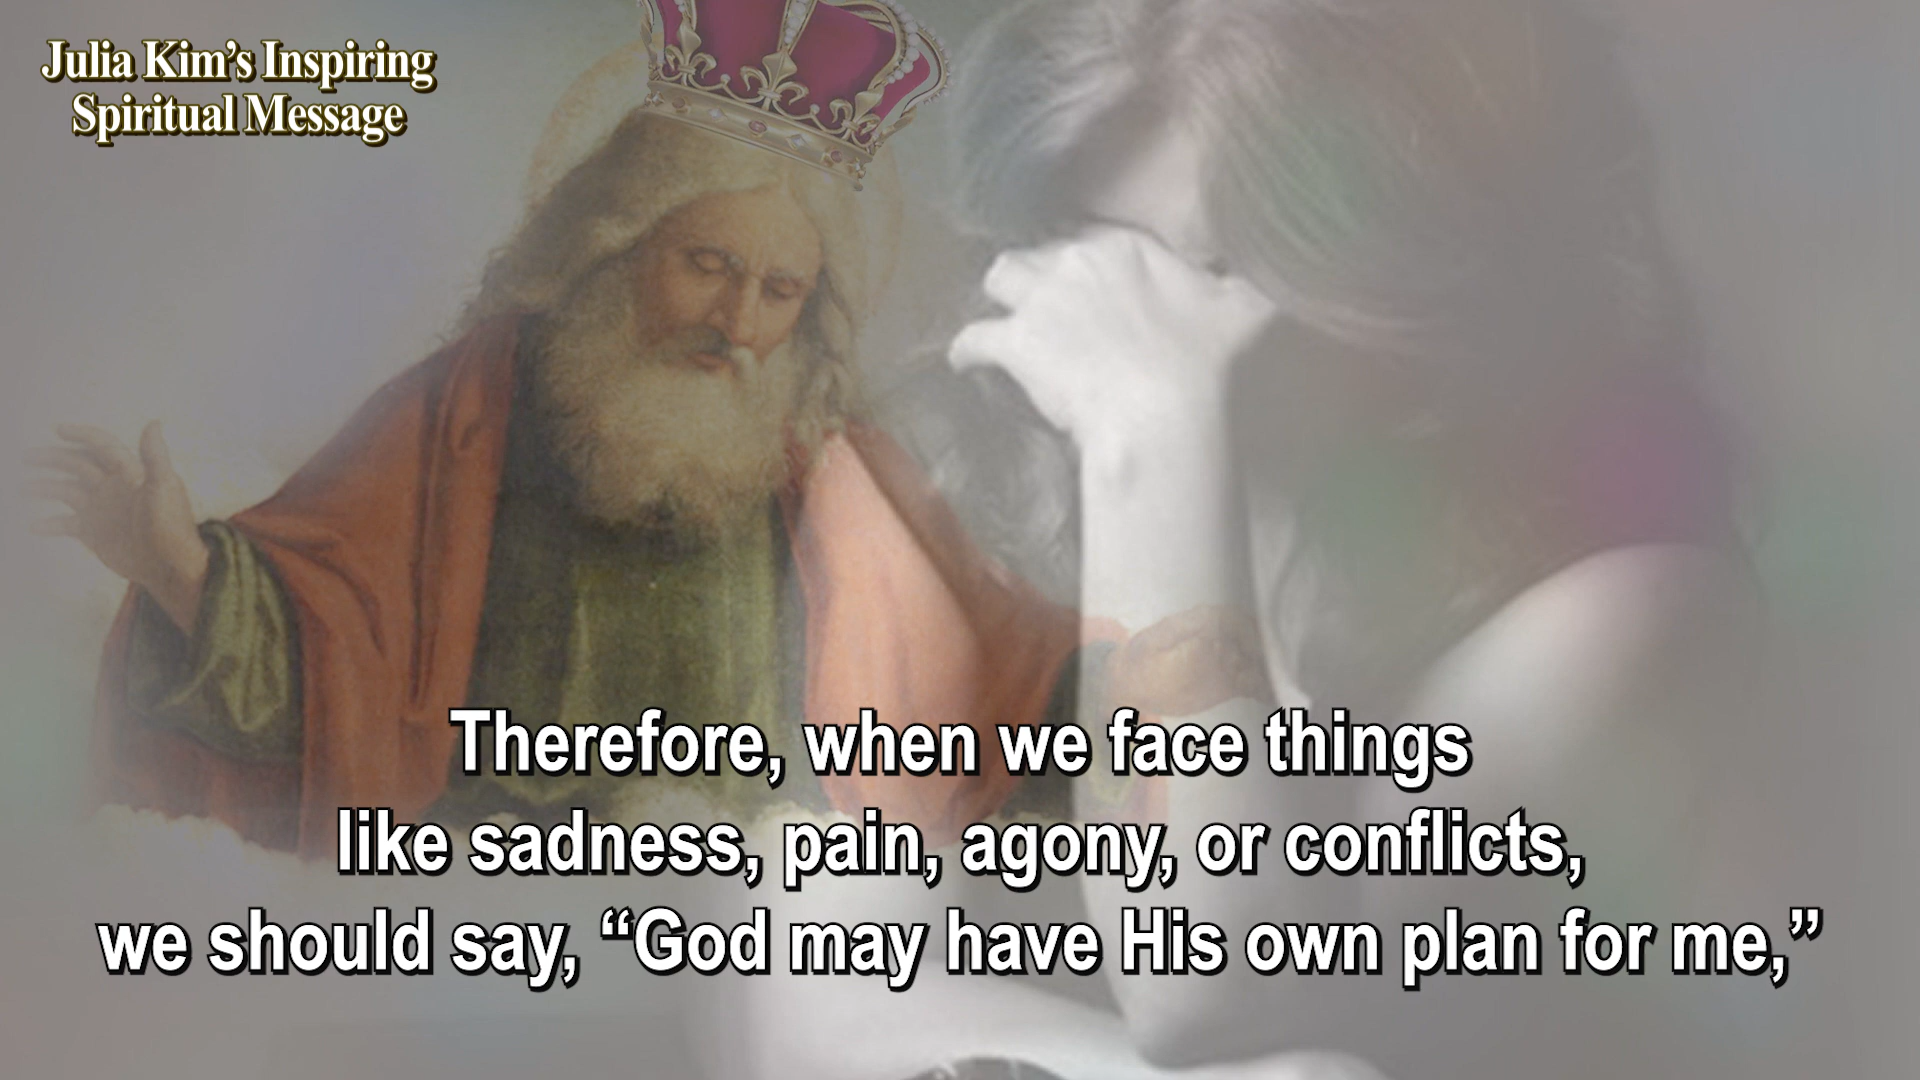 Julia Kim’s Inspiring
Spiritual Message
Therefore, when we face things
like sadness, pain, agony, or conflicts,
we should say, “God may have His own plan for me,”